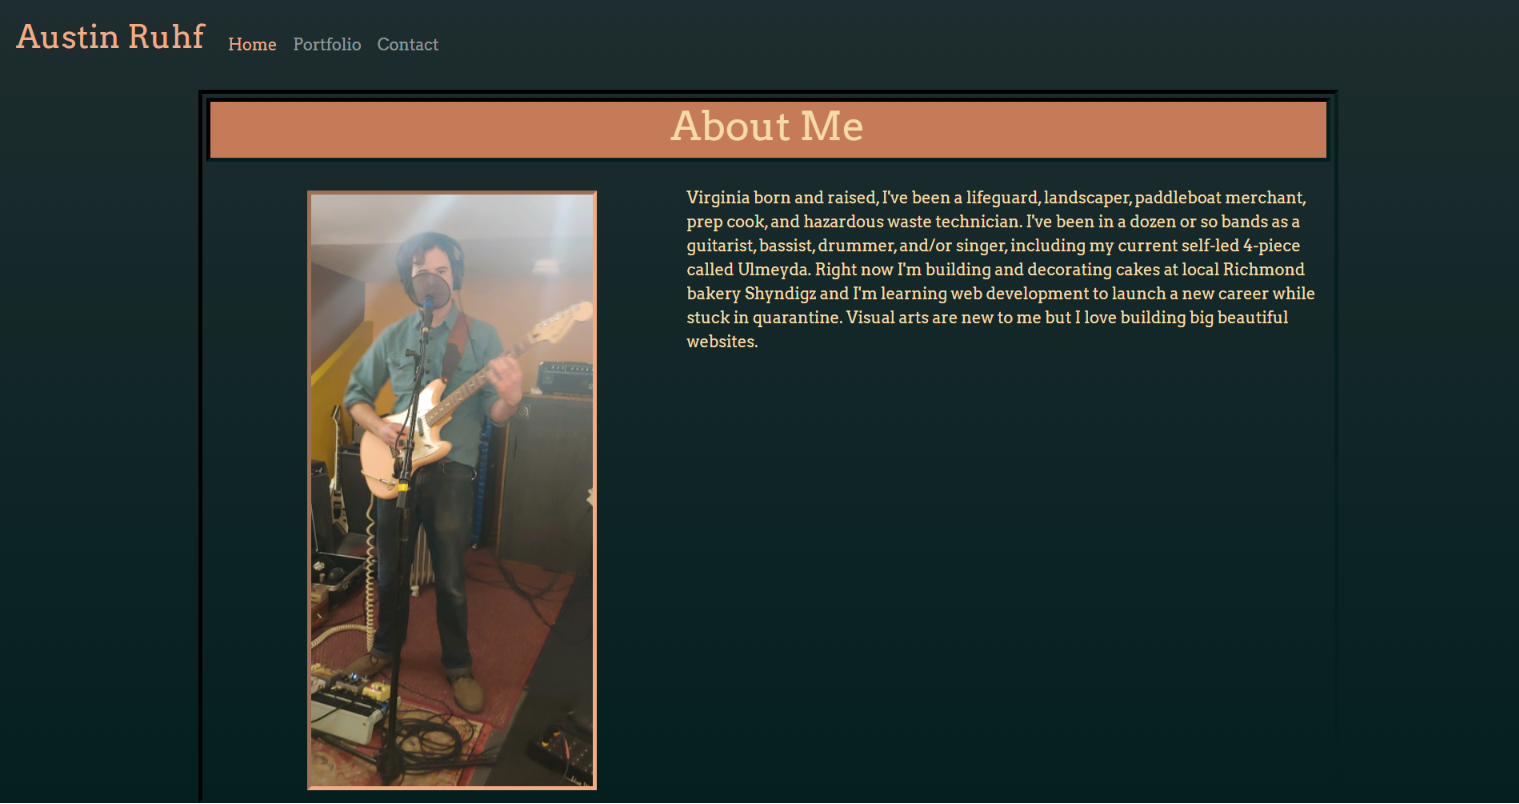 Austin Ruhf Home Portfolio Contact
About Me
Virginia born and raised, I've been a lifeguard, landscaper, paddleboat merchant,
prep cook, and hazardous waste technician. I've been in a dozen or so bands as a
guitarist, bassist, drummer, and/or singer, including my current self-led 4-piece
called Ulmeyda. Right now I'm building and decorating cakes at local Richmond
bakery Shyndigz and I'm learning web development to launch a new career while
stuck in quarantine. Visual arts are new to me but I love building big beautiful
websites.